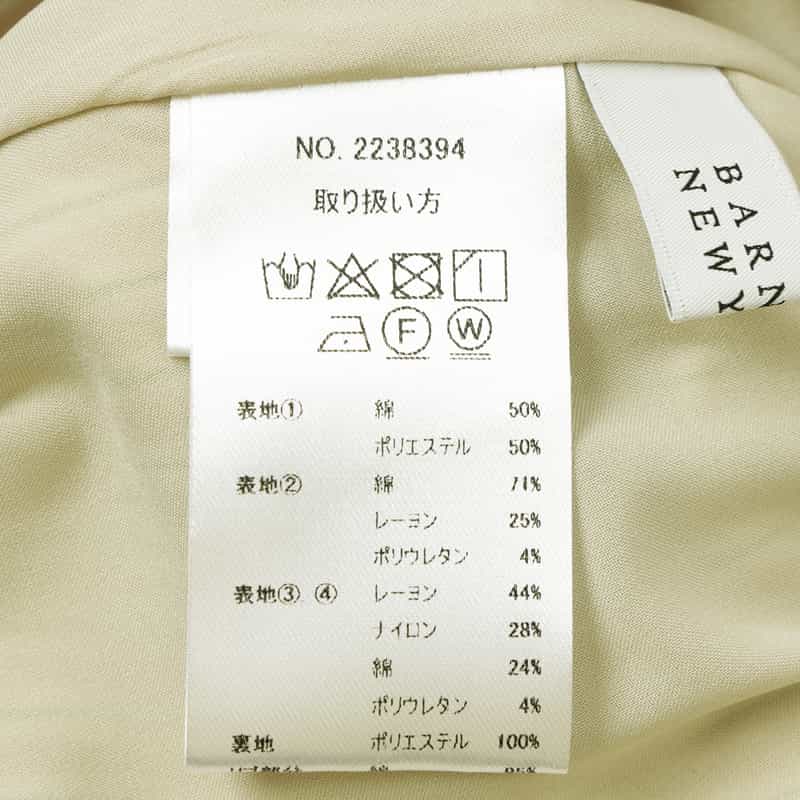 NO. 2238394
取り扱い方
F W
表地① 綿 50%
ポリエステル 50%
表地② 綿 71%
レーヨン 25%
ポリウレタン 4%
表地③ ④ レーヨン 44%
ナイロン 28%
綿 24%
ポリウレタン 4%
裏地 ポリエステル 100%
綿
BARN
NEW Y